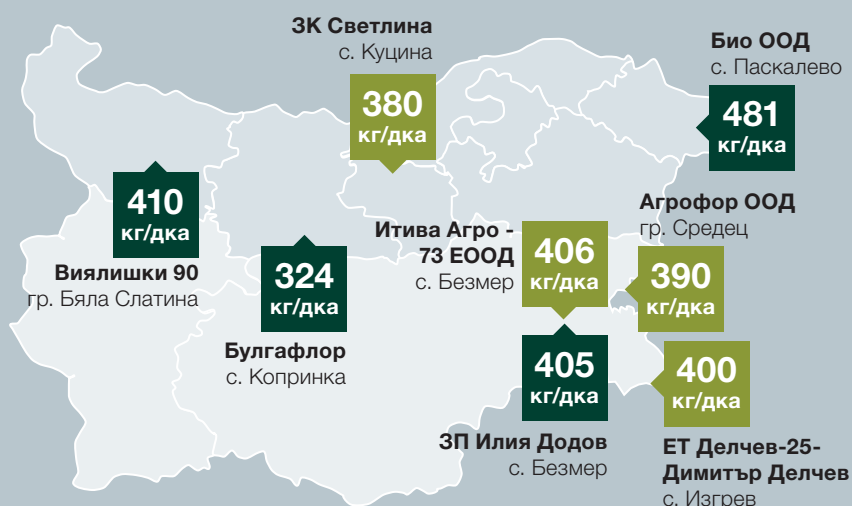 ЗК Светлина
с. Куцина
380
кг/дка
Био ООД
с. Паскалево
481
кг/дка
410
кг/дка
Виялишки 90
гр. Бяла Слатина
324
кг/дка
Булгафлор
с. Копринка
Итива Агро -
73 ЕООД
с. Безмер
406
кг/дка
Агрофор ООД
гр. Средец
390
кг/дка
405
кг/дка
ЗП Илия Додов
с. Безмер
400
кг/дка
ЕТ Делчев-25-
Димитър Делчев
с. Изгрев